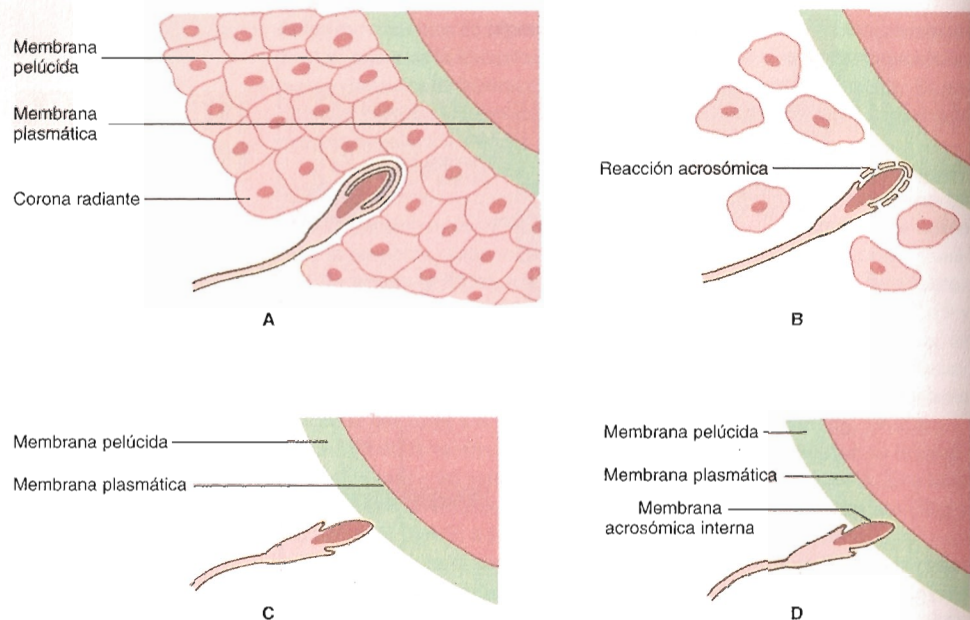 Membrana
pelúcida
Membrana
plasmática
Corona radiante
A
Reacción acrosómica
B
Membrana pelúcida
Membrana plasmática
C
Membrana pelúcida
Membrana plasmática
Membrana
acrosómica interna
D